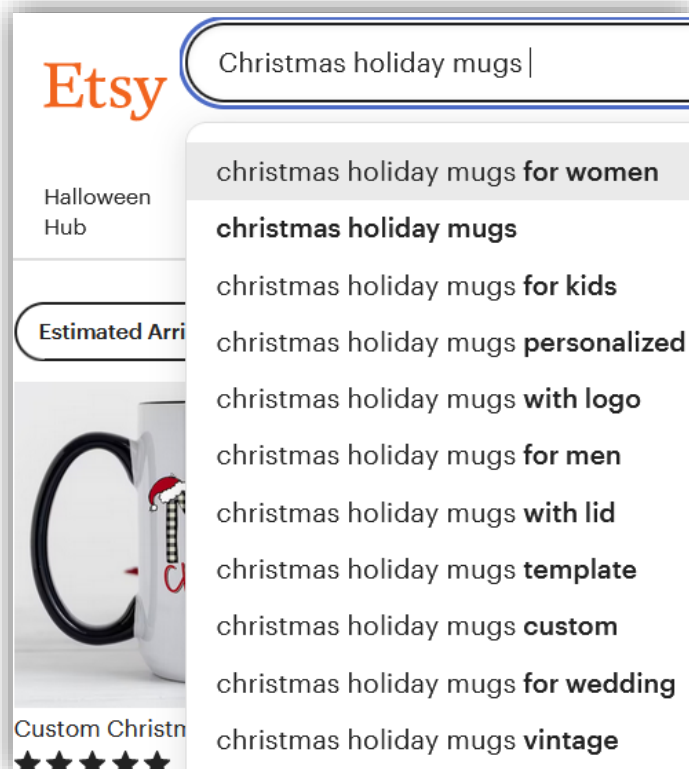 Etsy
Christmas holiday mugs
Halloween
Hub
christmas holiday mugs for women
christmas holiday mugs
christmas holiday mugs for kids
christmas holiday mugs personalized
christmas holiday mugs with logo
christmas holiday mugs for men
christmas holiday mugs with lid
christmas holiday mugs template
christmas holiday mugs custom
christmas holiday mugs for wedding
christmas holiday mugs vintage
Estimated
Custom